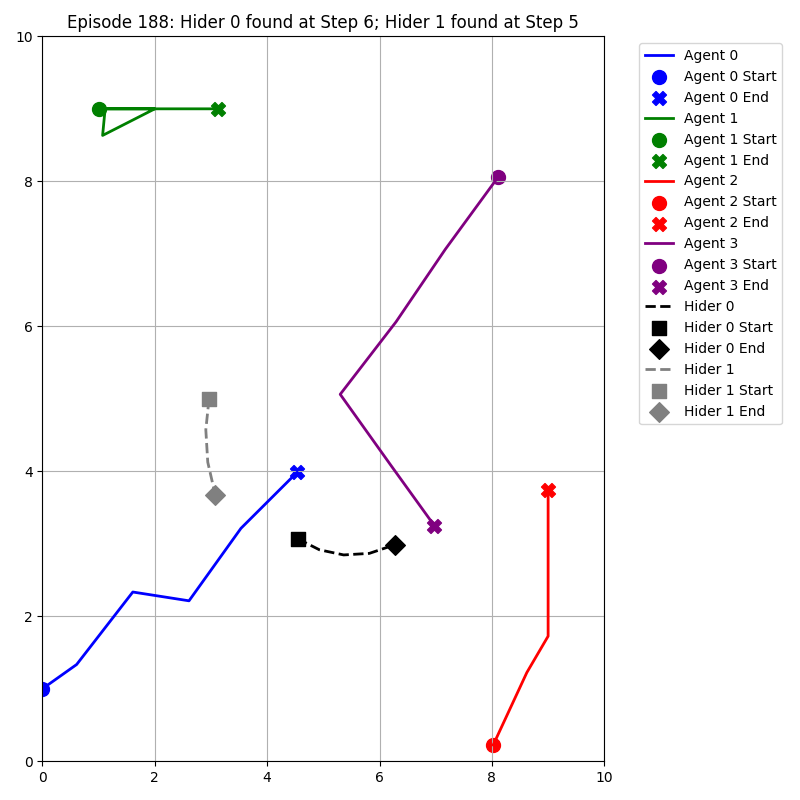 Episode 188: Hider 0 found at Step 6; Hider 1 found at Step 5
10
8
6
4
2
0
0 2 4 6 8 10
Agent 0
Agent 0 Start
Agent 0 End
Agent 1
Agent 1 Start
Agent 1 End
Agent 2
Agent 2 Start
Agent 2 End
Agent 3
Agent 3 Start
Agent 3 End
Hider 0
Hider 0 Start
Hider 0 End
Hider 1
Hider 1 Start
Hider 1 End